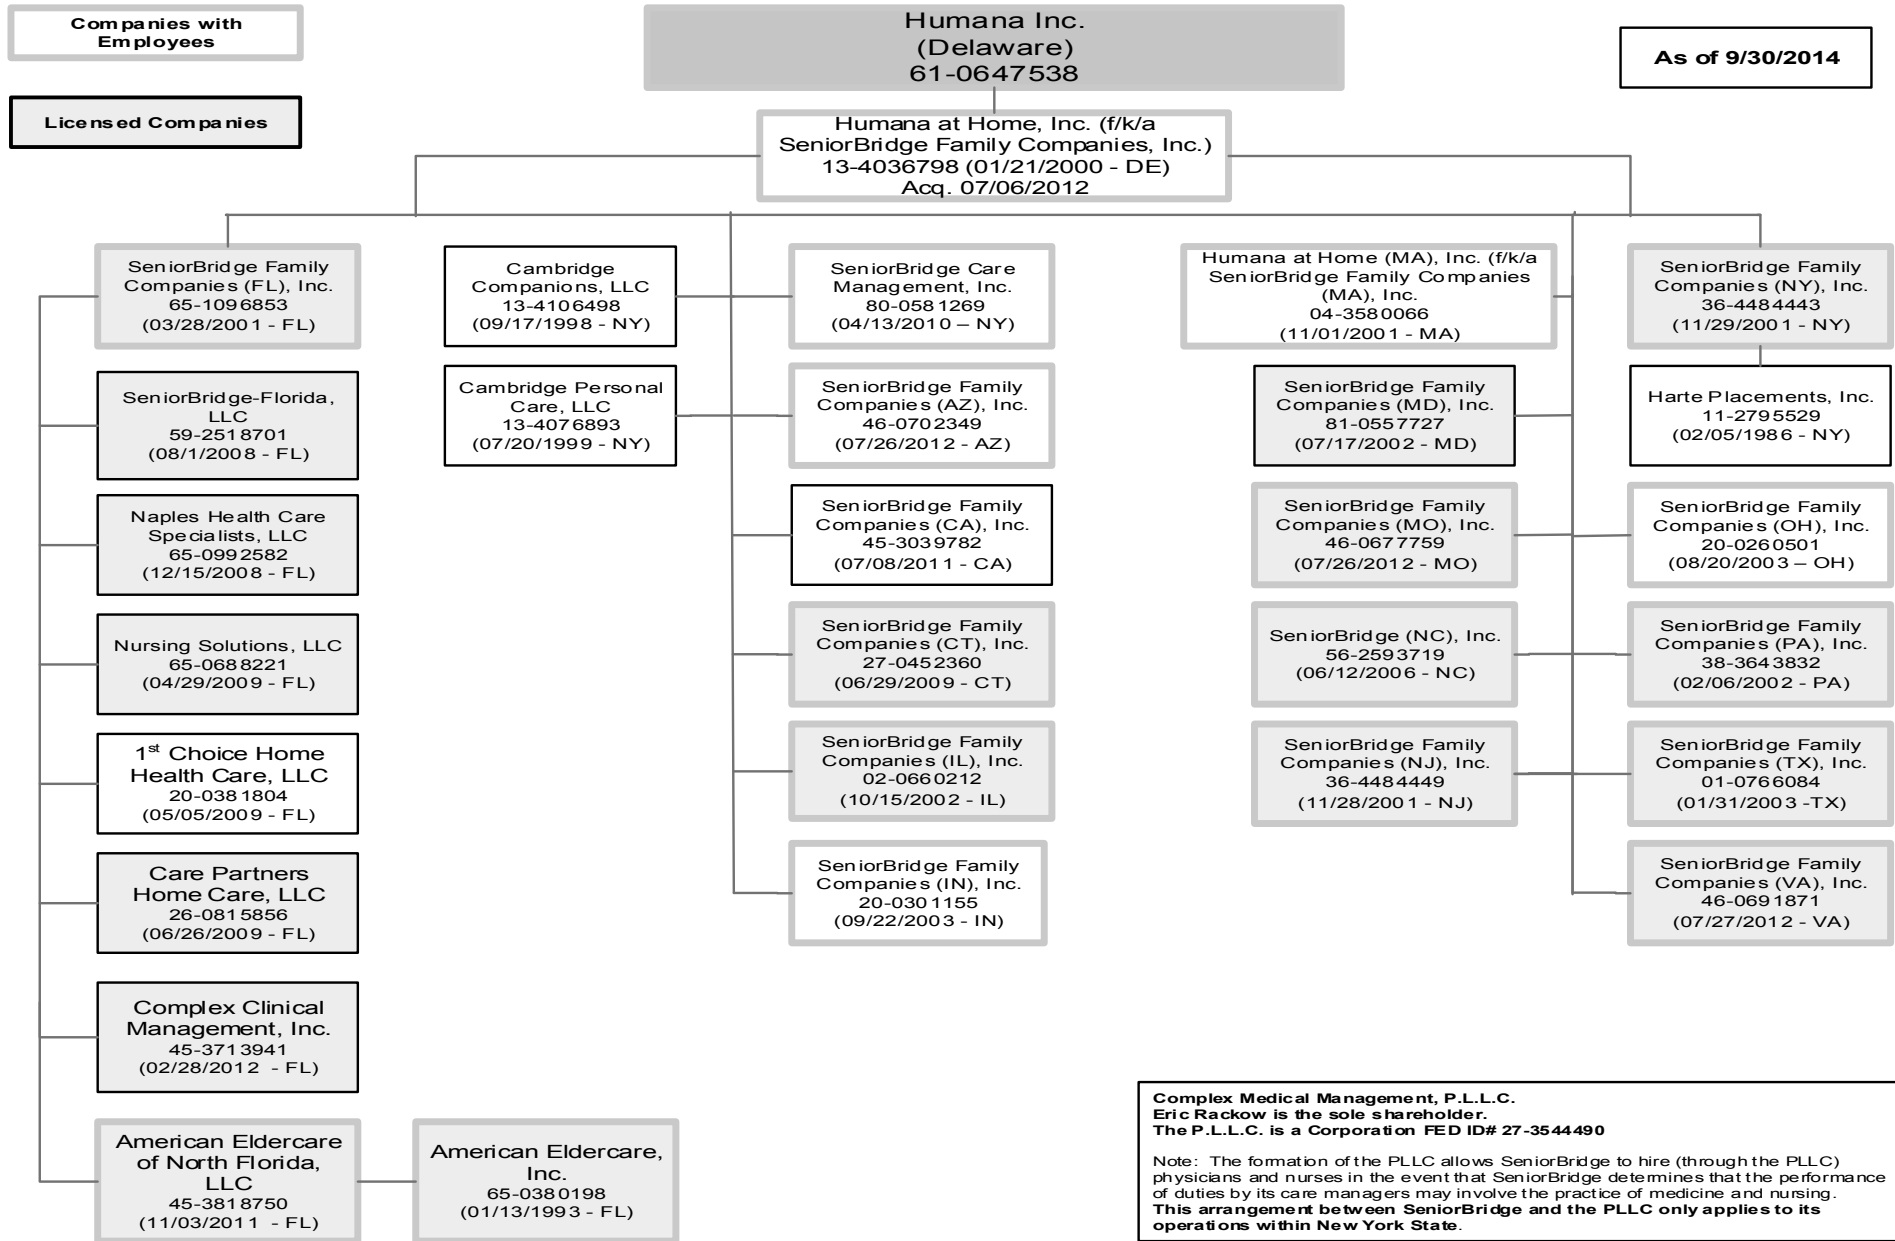 Companies with
Employees
Licensed Companies
Humana Inc.
(Delaware)
61-0647538
As of 9/30/2014
Humana at Home, Inc. (f/k/a
SeniorBridge Family Companies, Inc.)
13-4036798 (01/21/2000 - DE)
Acq. 07/06/2012
SeniorBridge Family
Companies (FL), Inc.
65-1096853
(03/28/2001 - FL)
SeniorBridge-Florida,
LLC
59-2518701
(08/1/2008 - FL)
Naples Health Care
Specialists, LLC
65-0992582
(12/15/2008 - FL)
Nursing Solutions, LLC
65-0688221
(04/29/2009 - FL)
1st Choice Home
Health Care, LLC
20-0381804
(05/05/2009 - FL)
Care Partners
Home Care, LLC
26-0815856
(06/26/2009 - FL)
Complex Clinical
Management, Inc.
45-3713941
(02/28/2012 - FL)
American Eldercare
of North Florida,
LLC
45-3818750
(11/03/2011 - FL)
American Eldercare,
Inc.
65-0380198
(01/13/1993 - FL)
Cambridge
Companions, LLC
13-4106498
(09/17/1998 - NY)
Cambridge Personal
Care, LLC
13-4076893
(07/20/1999 - NY)
SeniorBridge Care
Management, Inc.
80-0581269
(04/13/2010 – NY)
SeniorBridge Family
Companies (AZ), Inc.
46-0702349
(07/26/2012 - AZ)
SeniorBridge Family
Companies (CA), Inc.
45-3039782
(07/08/2011 - CA)
SeniorBridge Family
Companies (CT), Inc.
27-0452360
(06/29/2009 - CT)
SeniorBridge Family
Companies (IL), Inc.
02-0660212
(10/15/2002 - IL)
SeniorBridge Family
Companies (IN), Inc.
20-0301155
(09/22/2003 - IN)
Humana at Home (MA), Inc. (f/k/a
SeniorBridge Family Companies
(MA), Inc.
04-3580066
(11/01/2001 - MA)
SeniorBridge Family
Companies (MD), Inc.
81-0557727
(07/17/2002 - MD)
SeniorBridge Family
Companies (MO), Inc.
46-0677759
(07/26/2012 - MO)
SeniorBridge (NC), Inc.
56-2593719
(06/12/2006 - NC)
SeniorBridge Family
Companies (NJ), Inc.
36-4484449
(11/28/2001 - NJ)
SeniorBridge Family
Companies (NY), Inc.
36-4484443
(11/29/2001 - NY)
Harte Placements, Inc.
11-2795529
(02/05/1986 - NY)
SeniorBridge Family
Companies (OH), Inc.
20-0260501
(08/20/2003 – OH)
SeniorBridge Family
Companies (PA), Inc.
38-3643832
(02/06/2002 - PA)
SeniorBridge Family
Companies (TX), Inc.
01-0766084
(01/31/2003 -TX)
SeniorBridge Family
Companies (VA), Inc.
46-0691871
(07/27/2012 - VA)
Complex Medical Management, P.L.L.C.
Eric Rackow is the sole shareholder.
The P.L.L.C. is a Corporation FED ID# 27-3544490
Note: The formation of the PLLC allows SeniorBridge to hire (through the PLLC)
physicians and nurses in the event that SeniorBridge determines that the performance
of duties by its care managers may involve the practice of medicine and nursing.
This arrangement between SeniorBridge and the PLLC only applies to its
operations within New York State.